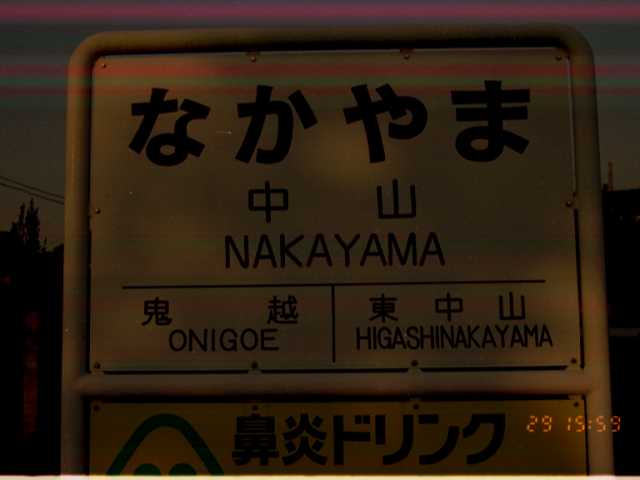 なかやま
中山
NAKAYAMA
鬼越 東中山
ONIGOE HIGASHINAKAYAMA
鼻炎ドリンク
29 15:59